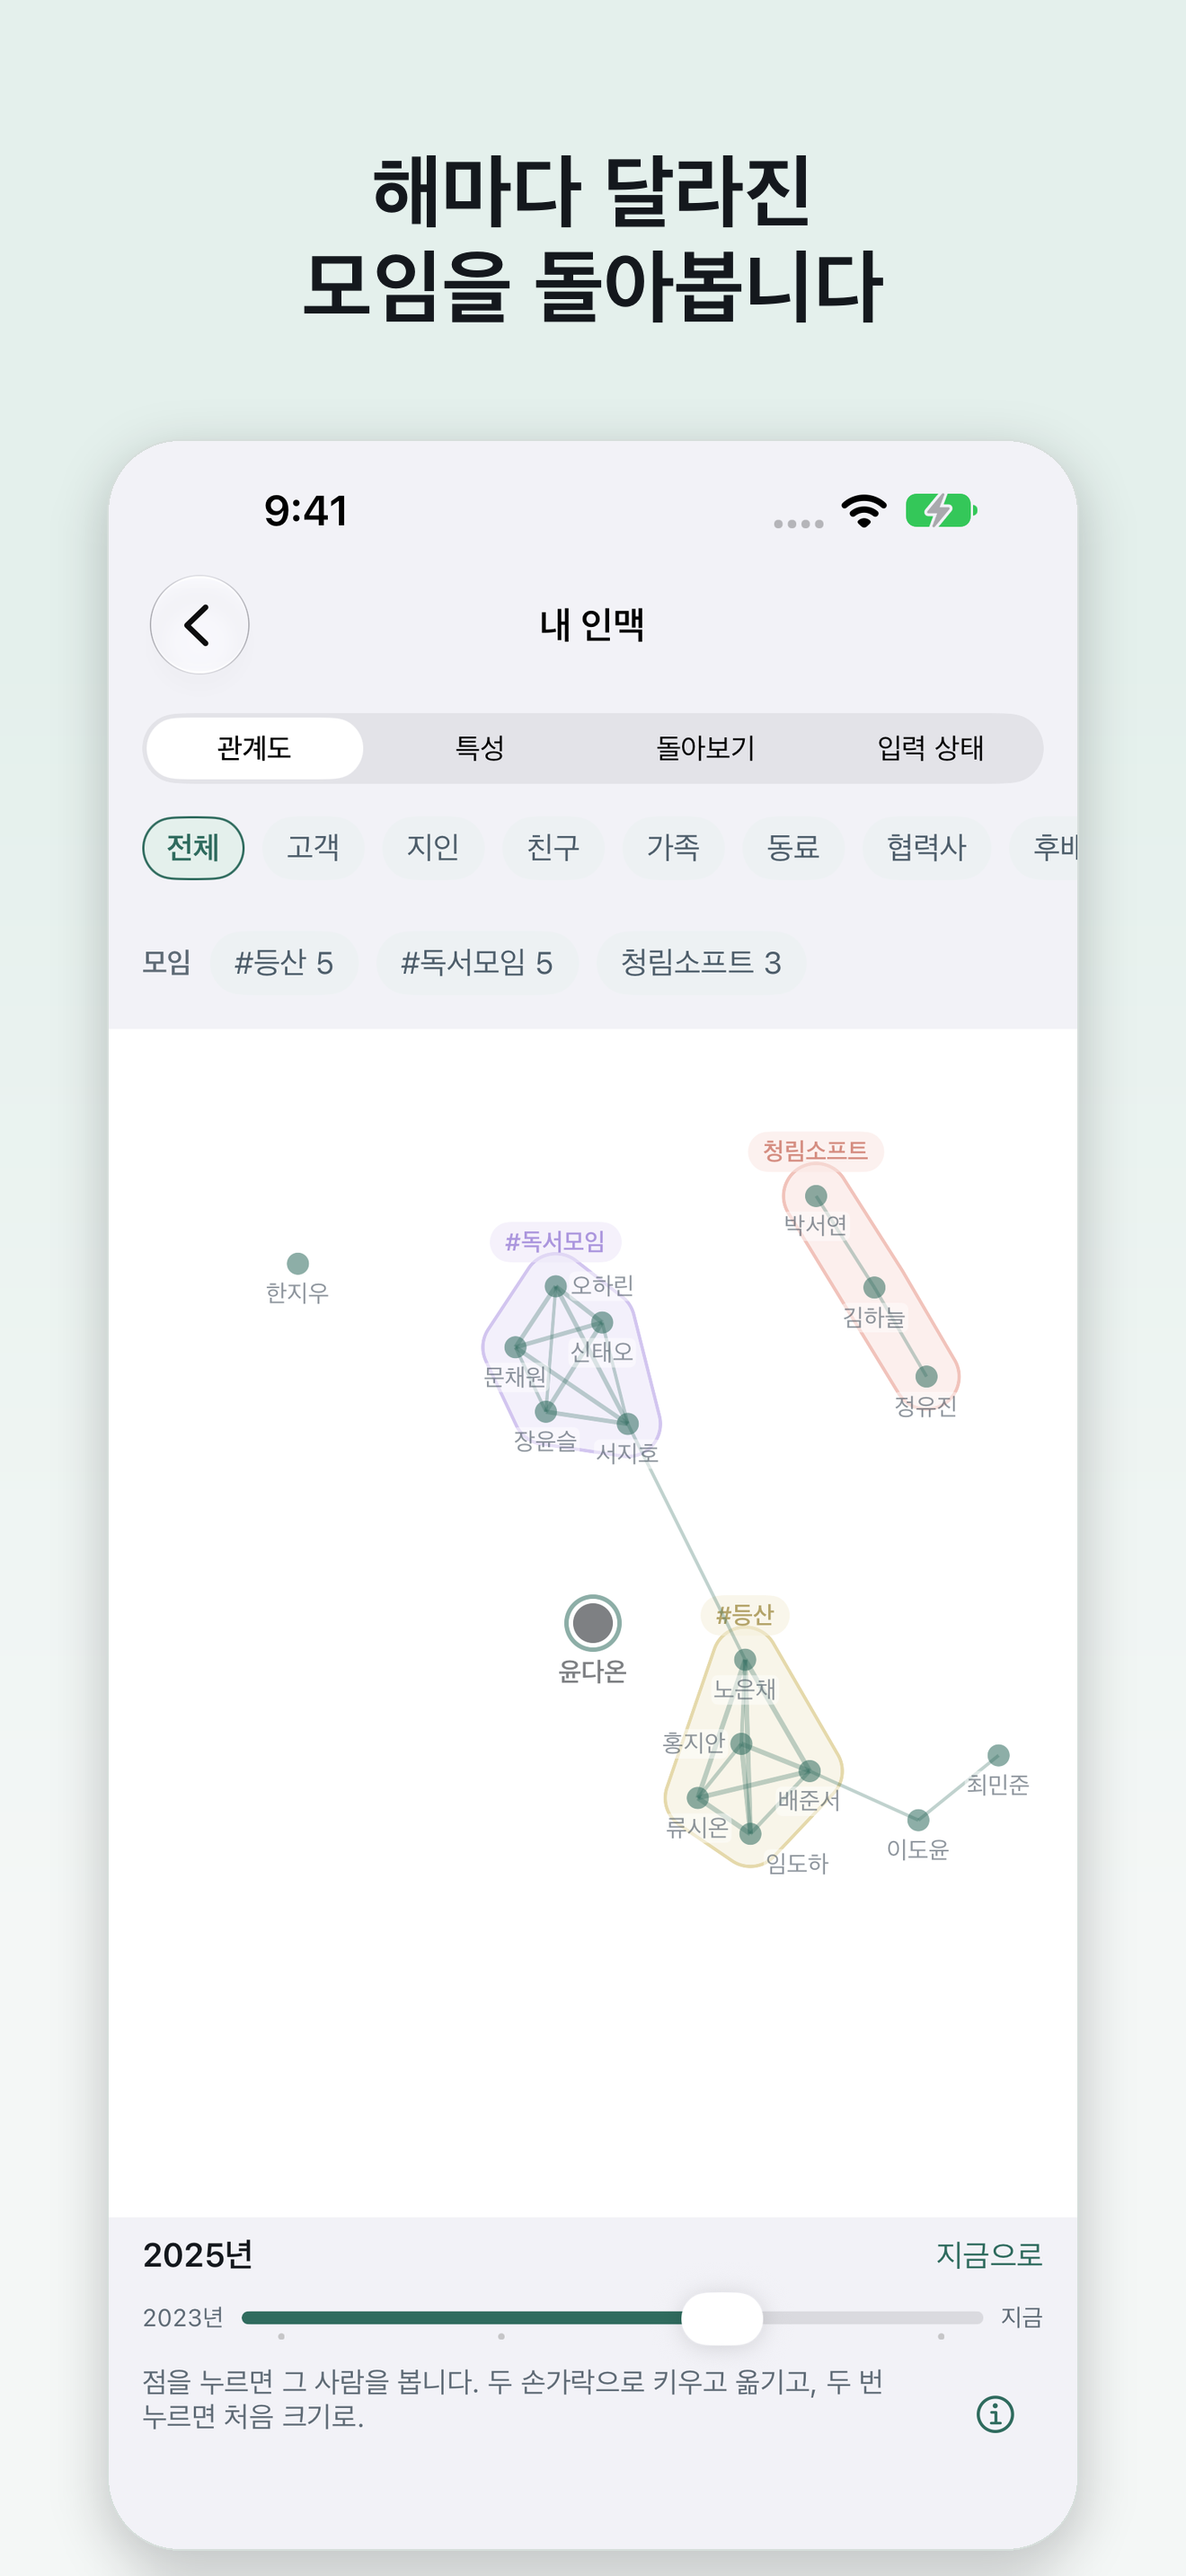 해마다 달라진
모임을 돌아봅니다
9:41
내 인맥
관계도 특성 돌아보기 입력 상태
전체 고객 지인 친구 가족 동료 협력사 후배
모임 #등산 5 #독서모임 5 청림소프트 3
청림소프트
박서연
#독서모임
한지우
오하린
김하늘
신태오
문채원
정유진
장윤슬
서지호
#등산
윤다온
노은채
홍지안
최민준
배준서
류시온
이도윤
임도하
2025년 지금으로
2023년 지금
점을 누르면 그 사람을 봅니다. 두 손가락으로 키우고 옮기고, 두 번
누르면 처음 크기로.